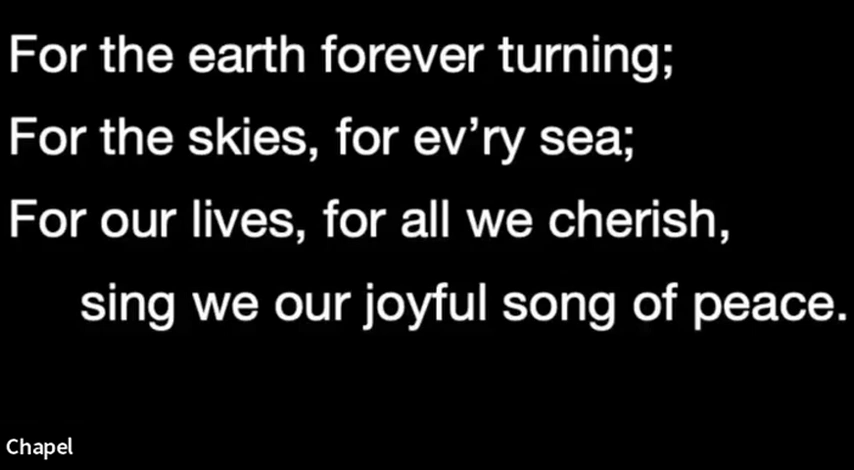 For the earth forever turning;
For the skies, for ev’ry sea;
For our lives, for all we cherish,
sing we our joyful song of peace.
Chapel